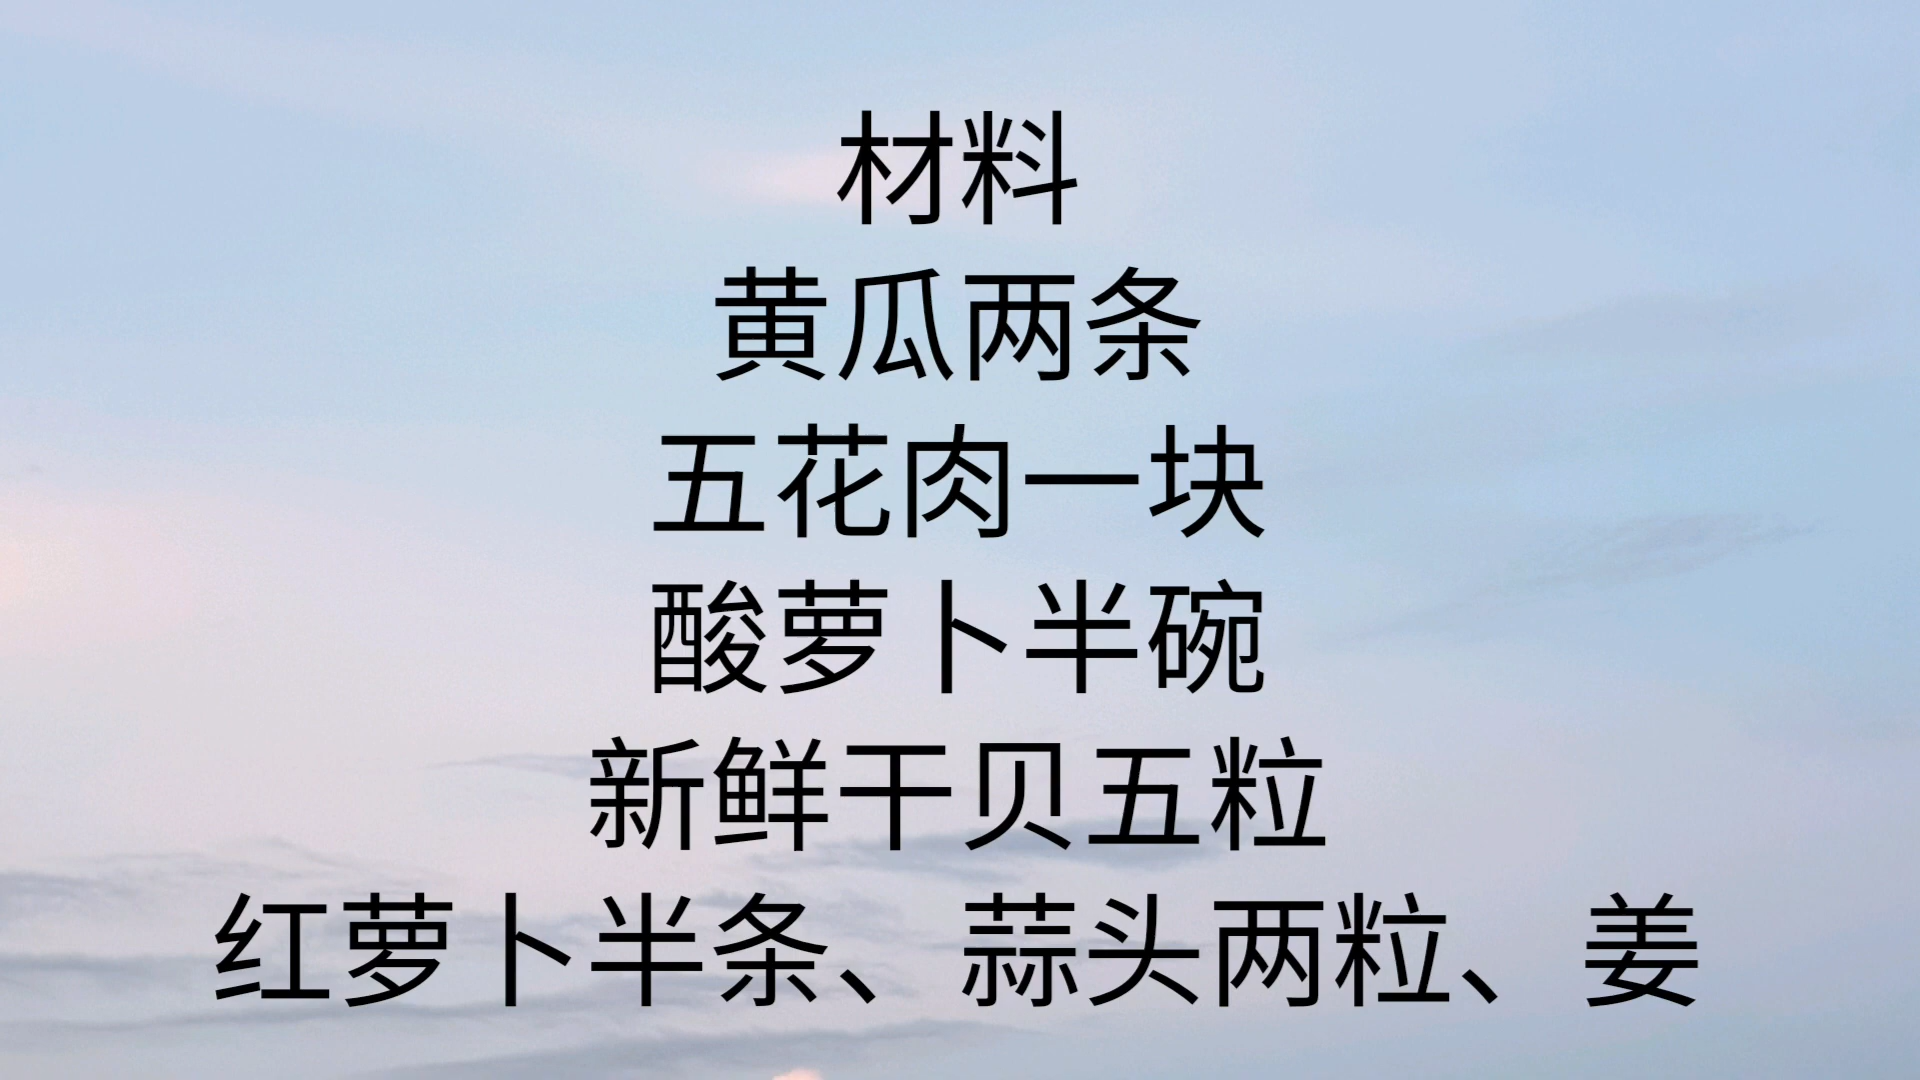 材料
黄瓜两条
五花肉一块
酸萝卜半碗
新鲜干贝五粒
红萝卜半条、蒜头两粒、姜